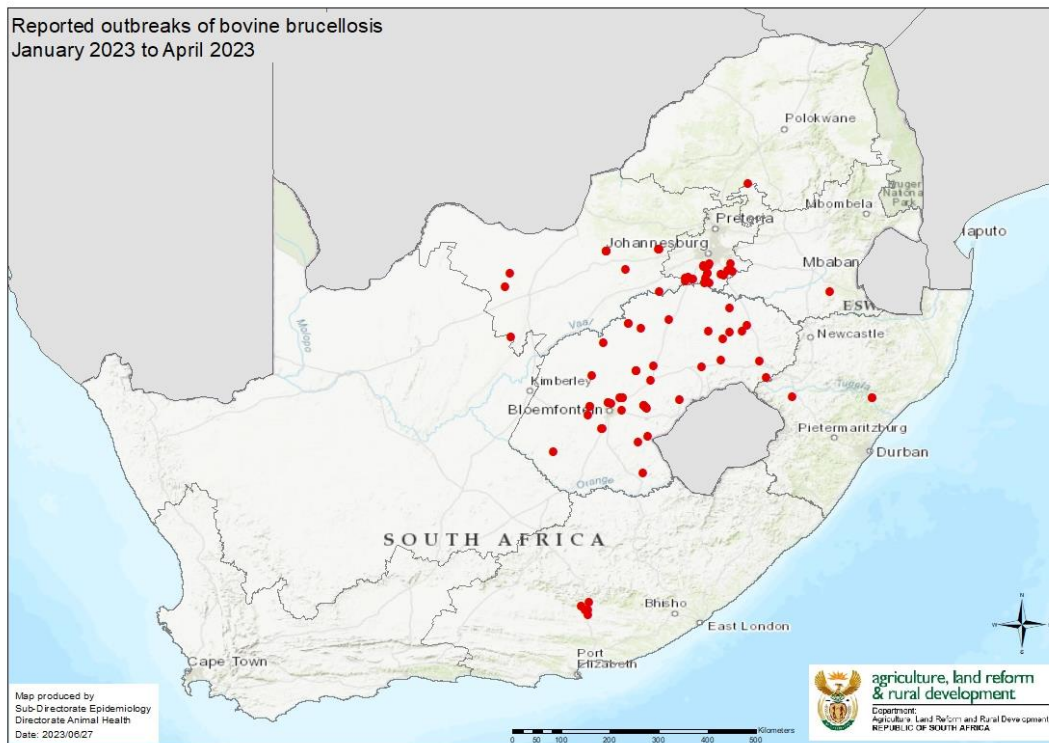 Reported outbreaks of bovine brucellosis
January 2023 to April 2023
Polokwane
Kruger
National
Park
Mbombela
Pretoria
Maputo
Johannesburg
Mbaban
ESW
Molopo
Vaal
Newcastle
Kimberley
Tugela
Bloemfontein
Pietermaritzburg
Durban
Orange
SOUTH AFRICA
Bhisho
East London
Port
Elizabeth
Cape Town
N
W
S
Map produced by
Sub-Directorate Epidemiology
Directorate Animal Health
Date: 2023/06/27
Kilometers
0 50 100 200 300 400 500
agriculture, land reform
& rural development
Department:
Agriculture, Land Reform and Rural Development
REPUBLIC OF SOUTH AFRICA